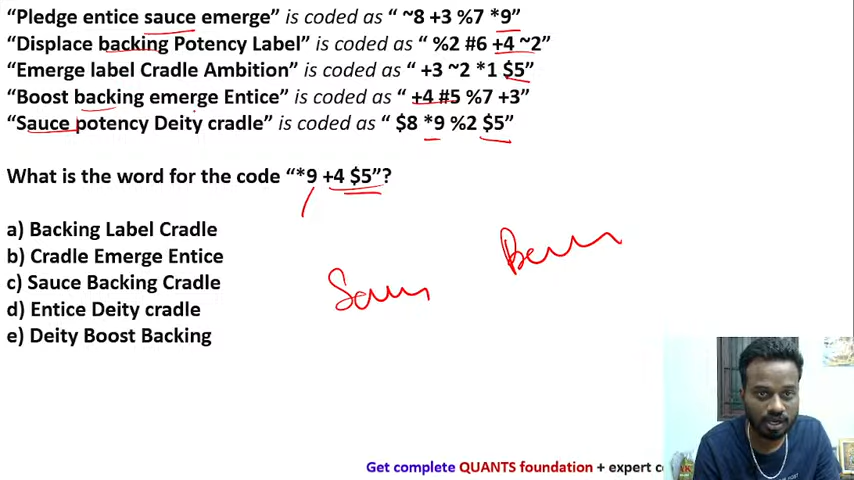 “Pledge entice sauce emerge” is coded as “ ~8 +3 %7 *9”
“Displace backing Potency Label” is coded as “ %2 #6 +4 ~2”
“Emerge label Cradle Ambition” is coded as “ +3 ~2 *1 $5”
“Boost backing emerge Entice” is coded as “ +4 #5 %7 +3”
“Sauce potency Deity cradle” is coded as “ $8 *9 %2 $5”
What is the word for the code “*9 +4 $5”?
a) Backing Label Cradle
b) Cradle Emerge Entice
c) Sauce Backing Cradle
d) Entice Deity cradle
e) Deity Boost Backing
Get complete QUANTS foundation + expert